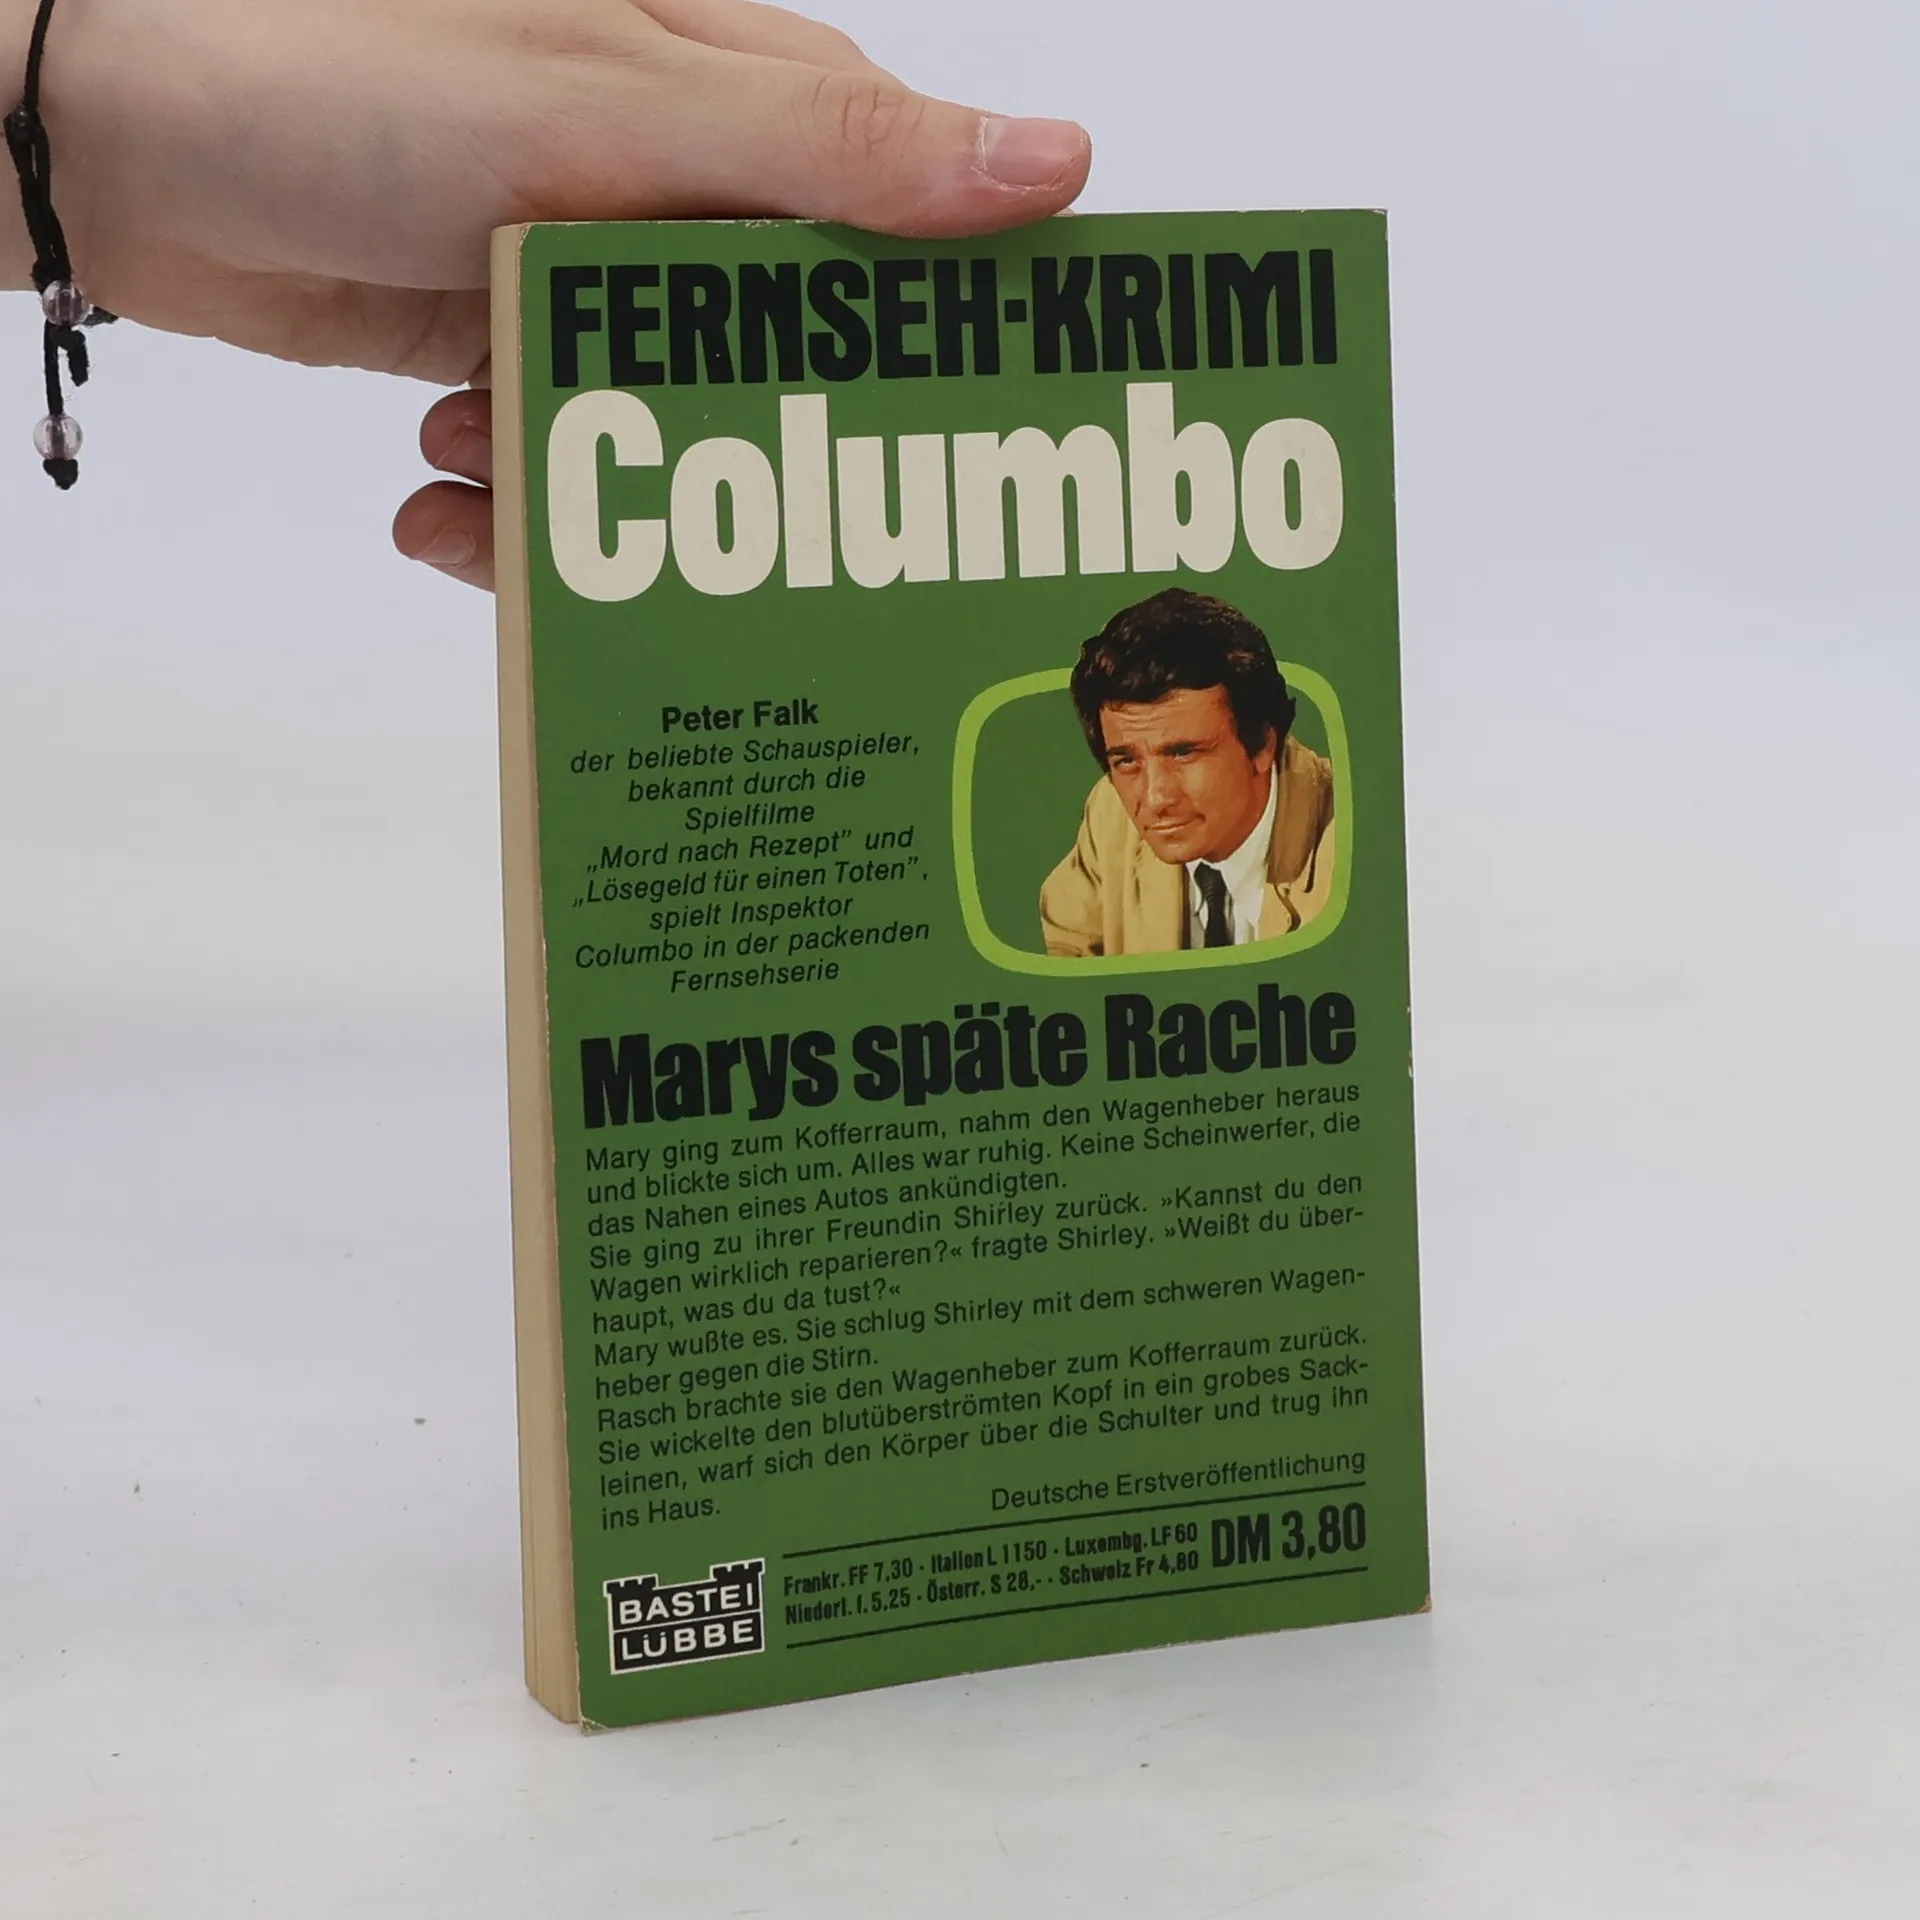 FERNSEH-KRIMI
Columbo
Peter Falk
der beliebte Schauspieler,
bekannt durch die
Spielfilme
„Mord nach Rezept” und
„Lösegeld für einen Toten”,
spielt Inspektor
Columbo in der packenden
Fernsehserie
Marys späte Rache
Mary ging zum Kofferraum, nahm den Wagenheber heraus
und blickte sich um. Alles war ruhig. Keine Scheinwerfer, die
das Nahen eines Autos ankündigten.
Sie ging zu ihrer Freundin Shirley zurück. »Kannst du den
Wagen wirklich reparieren?« fragte Shirley. »Weißt du über-
haupt, was du da tust?«
Mary wußte es. Sie schlug Shirley mit dem schweren Wagen-
heber gegen die Stirn.
Rasch brachte sie den Wagenheber zum Kofferraum zurück.
Sie wickelte den blutüberströmten Kopf in ein grobes Sack-
leinen, warf sich den Körper über die Schulter und trug ihn
ins Haus.
Deutsche Erstveröffentlichung
Frankr. FF 7,30 · Italien L 1150 · Luxembg. LF 60
Niederl. f. 5,25 · Österr. S 28,- · Schweiz Fr 4,80
DM 3,80
BASTEI
LÜBBE